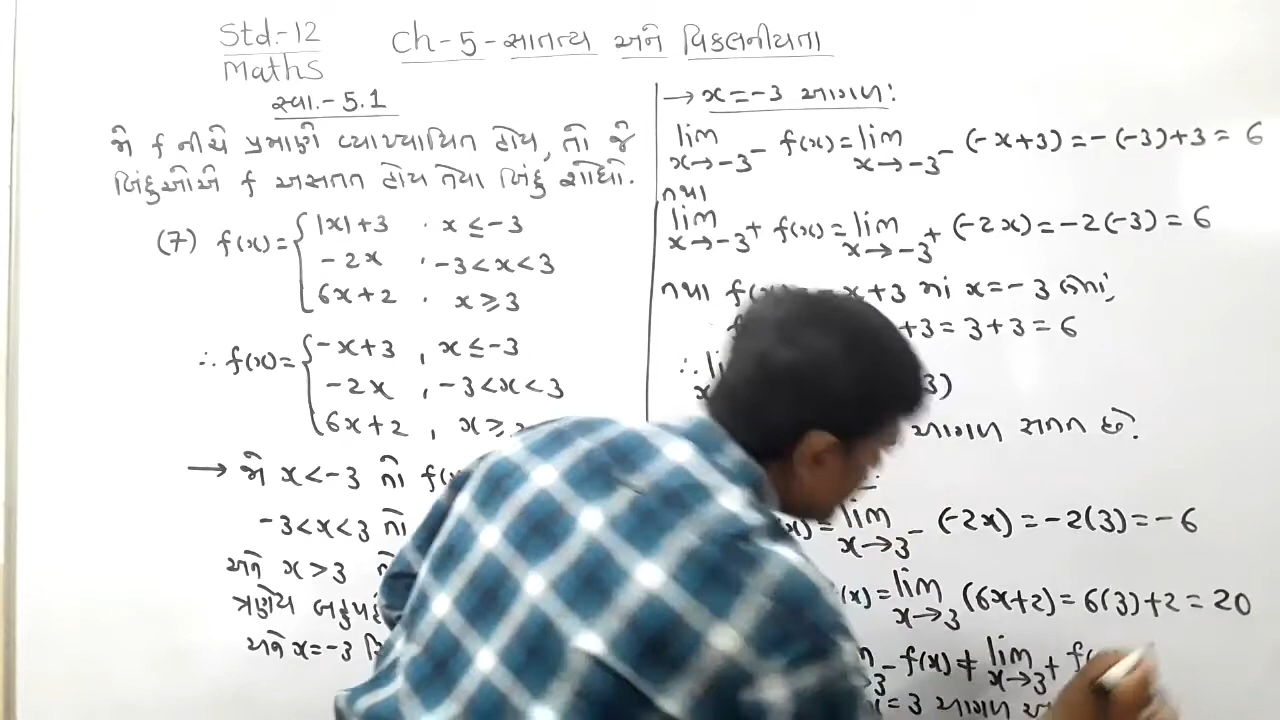 Std.-12
Maths
Ch-5-સાતત્ય અને વિકલનીયતા
સ્વા.-5.1
જો f નીચે પ્રમાણે વ્યાખ્યાયિત હોય, તો જે
બિંદુઓએ f અસતત હોય તેવા બિંદુ શોધો.
(7) f(x)={ |x|+3 , x≤-3
-2x , -3<x<3
6x+2 , x≥3
∴ f(x)={ -x+3 , x≤-3
-2x , -3<x<3
6x+2 , x≥
→ જો x<-3 તો f(x
-3<x<3 તો
અને x>3
ત્રણેય
અને x=-3
→ x=-3 આગળ:
lim x→-3⁻ f(x)=lim x→-3⁻ (-x+3)=-(-3)+3=6
તથા
lim x→-3⁺ f(x)=lim x→-3⁺ (-2x)=-2(-3)=6
તથા x+3 માં x=-3 લેતાં,
+3=3+3=6
∴
3)
આગળ સતત છે.
(x)=lim x→3⁻ (-2x)=-2(3)=-6
(x)=lim x→3 (6x+2)=6(3)+2=20
3⁻ f(x)≠lim x→3⁺ f(
=3 આગળ